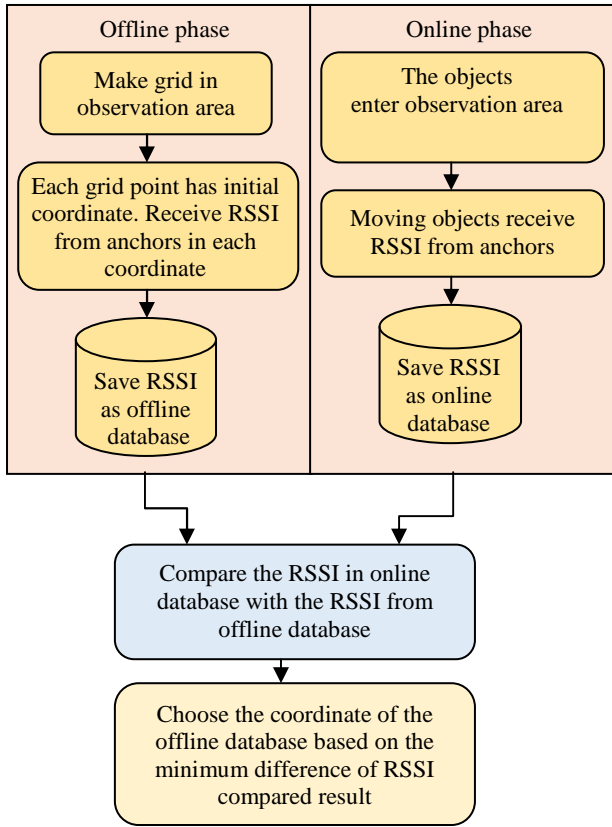 Offline phase
Make grid in
observation area
Each grid point has initial
coordinate. Receive RSSI
from anchors in each
coordinate
Save RSSI
as offline
database
Online phase
The objects
enter observation area
Moving objects receive
RSSI from anchors
Save RSSI
as online
database
Compare the RSSI in online
database with the RSSI from
offline database
Choose the coordinate of the
offline database based on the
minimum difference of RSSI
compared result